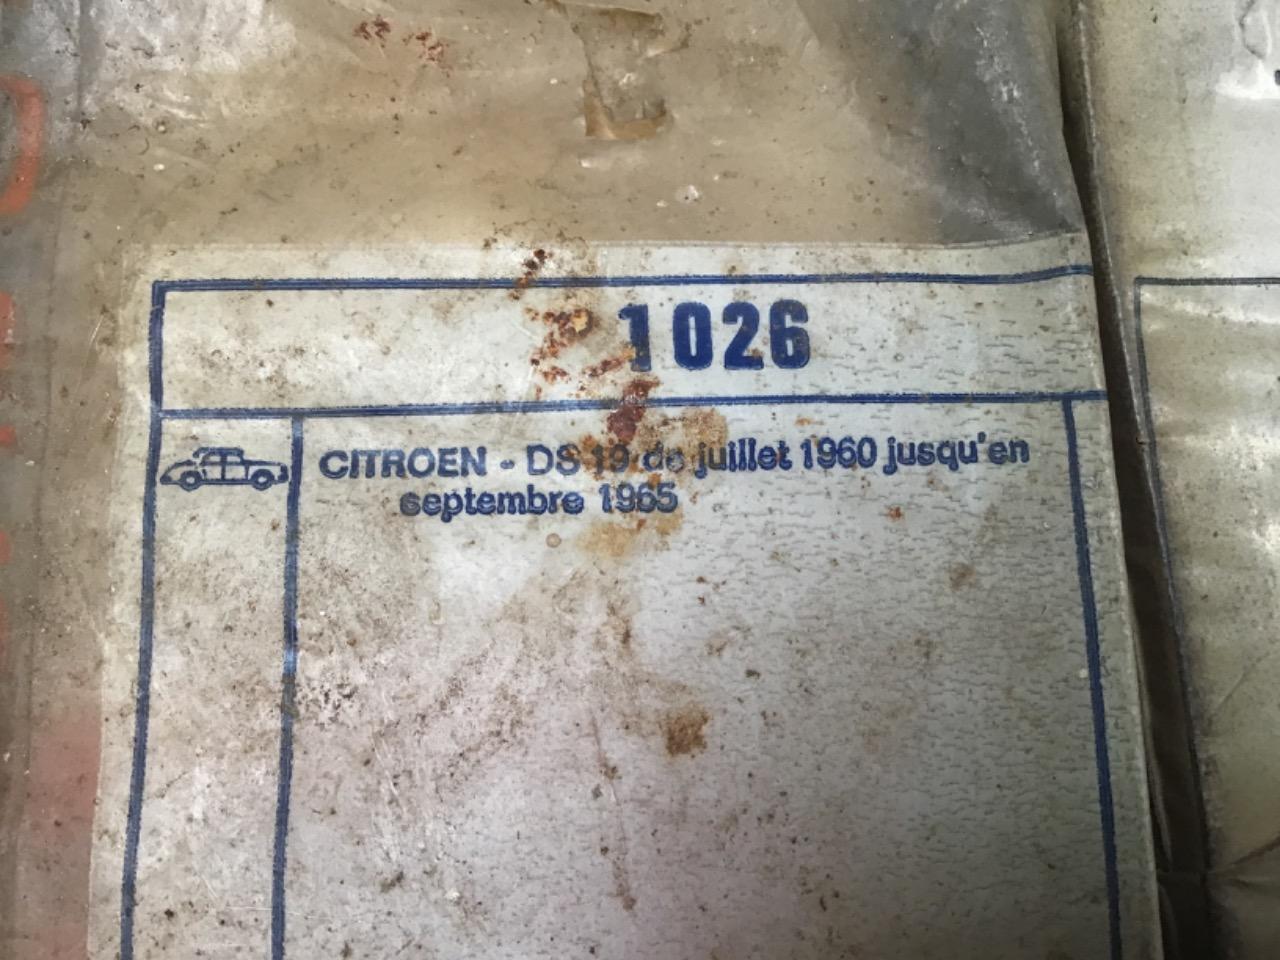 1026
CITROEN - DS 19 de juillet 1960 jusqu'en
septembre 1965